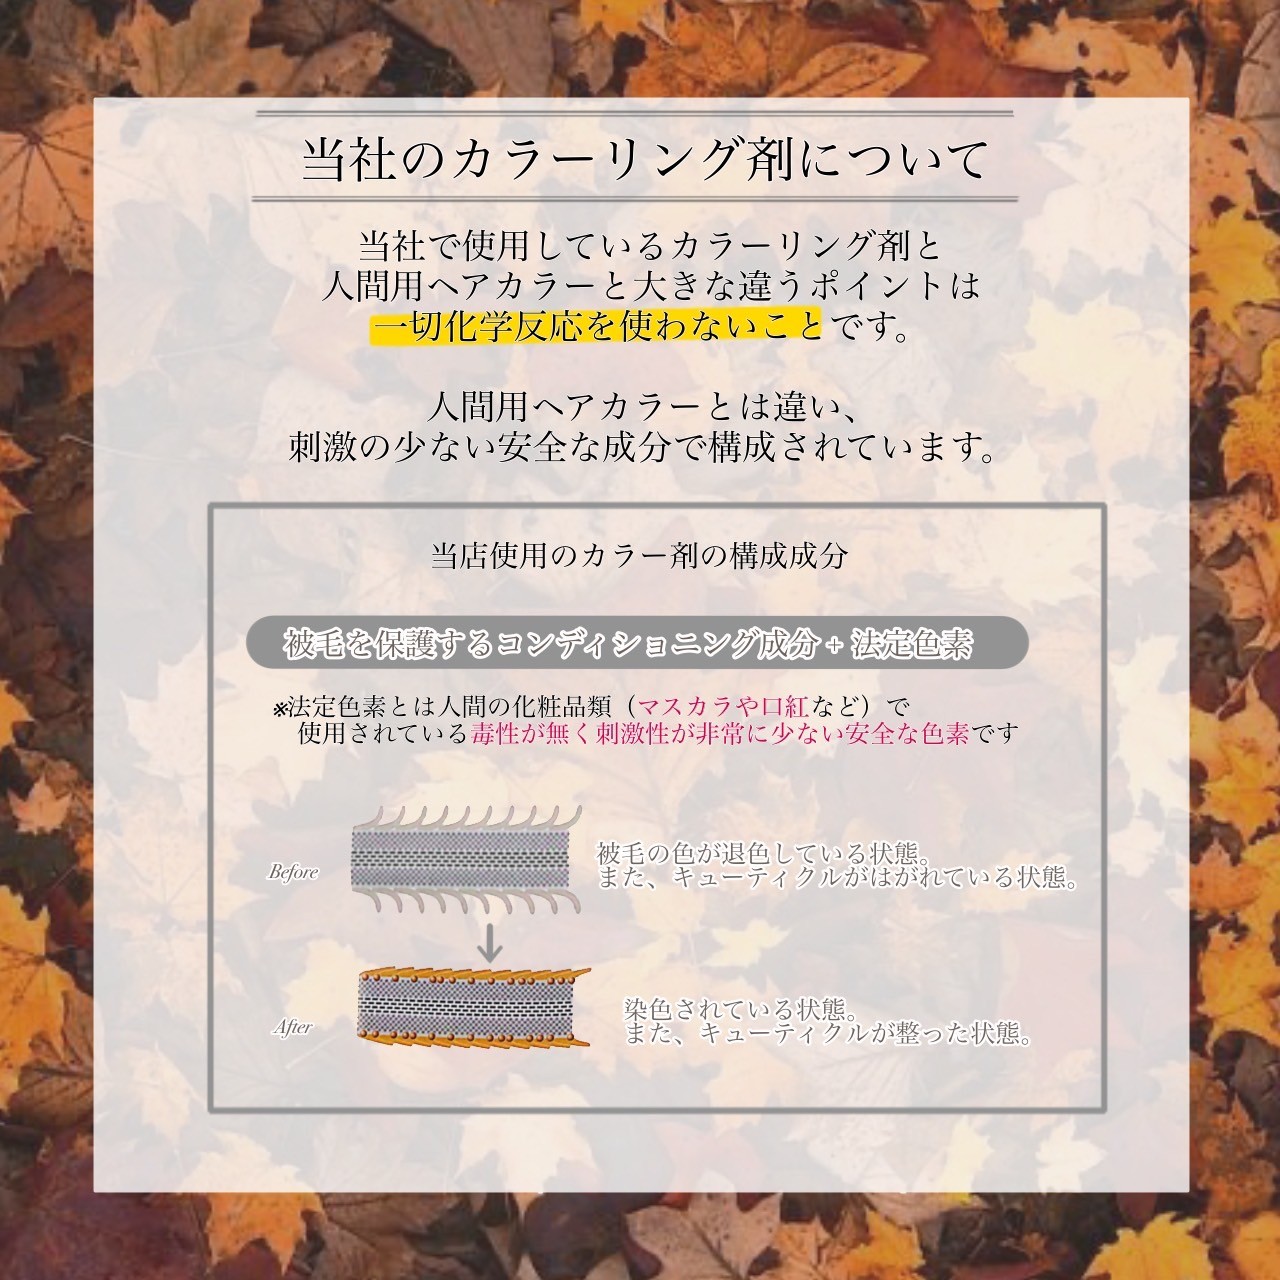 当社のカラーリング剤について
当社で使用しているカラーリング剤と
人間用ヘアカラーと大きな違うポイントは
一切化学反応を使わないことです。
人間用ヘアカラーとは違い、
刺激の少ない安全な成分で構成されています。
当店使用のカラー剤の構成成分
被毛を保護するコンディショニング成分 + 法定色素
※法定色素とは人間の化粧品類（マスカラや口紅など）で
使用されている毒性が無く刺激性が非常に少ない安全な色素です
Before
被毛の色が退色している状態。
また、キューティクルがはがれている状態。
After
染色されている状態。
また、キューティクルが整った状態。